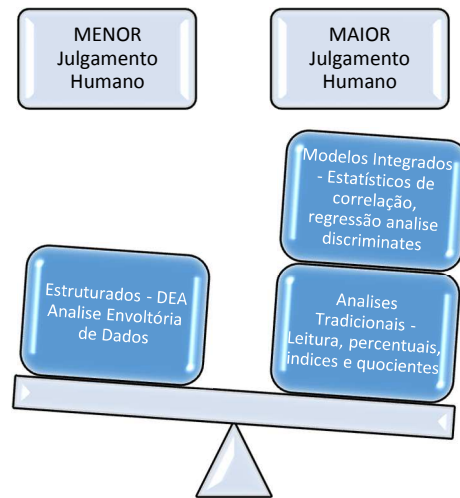 MENOR
Julgamento
Humano
MAIOR
Julgamento
Humano
Modelos Integrados
- Estatísticos de
correlação,
regressão analise
discriminates
Estruturados - DEA
Analise Envoltória
de Dados
Analises
Tradicionais -
Leitura, percentuais,
indices e quocientes